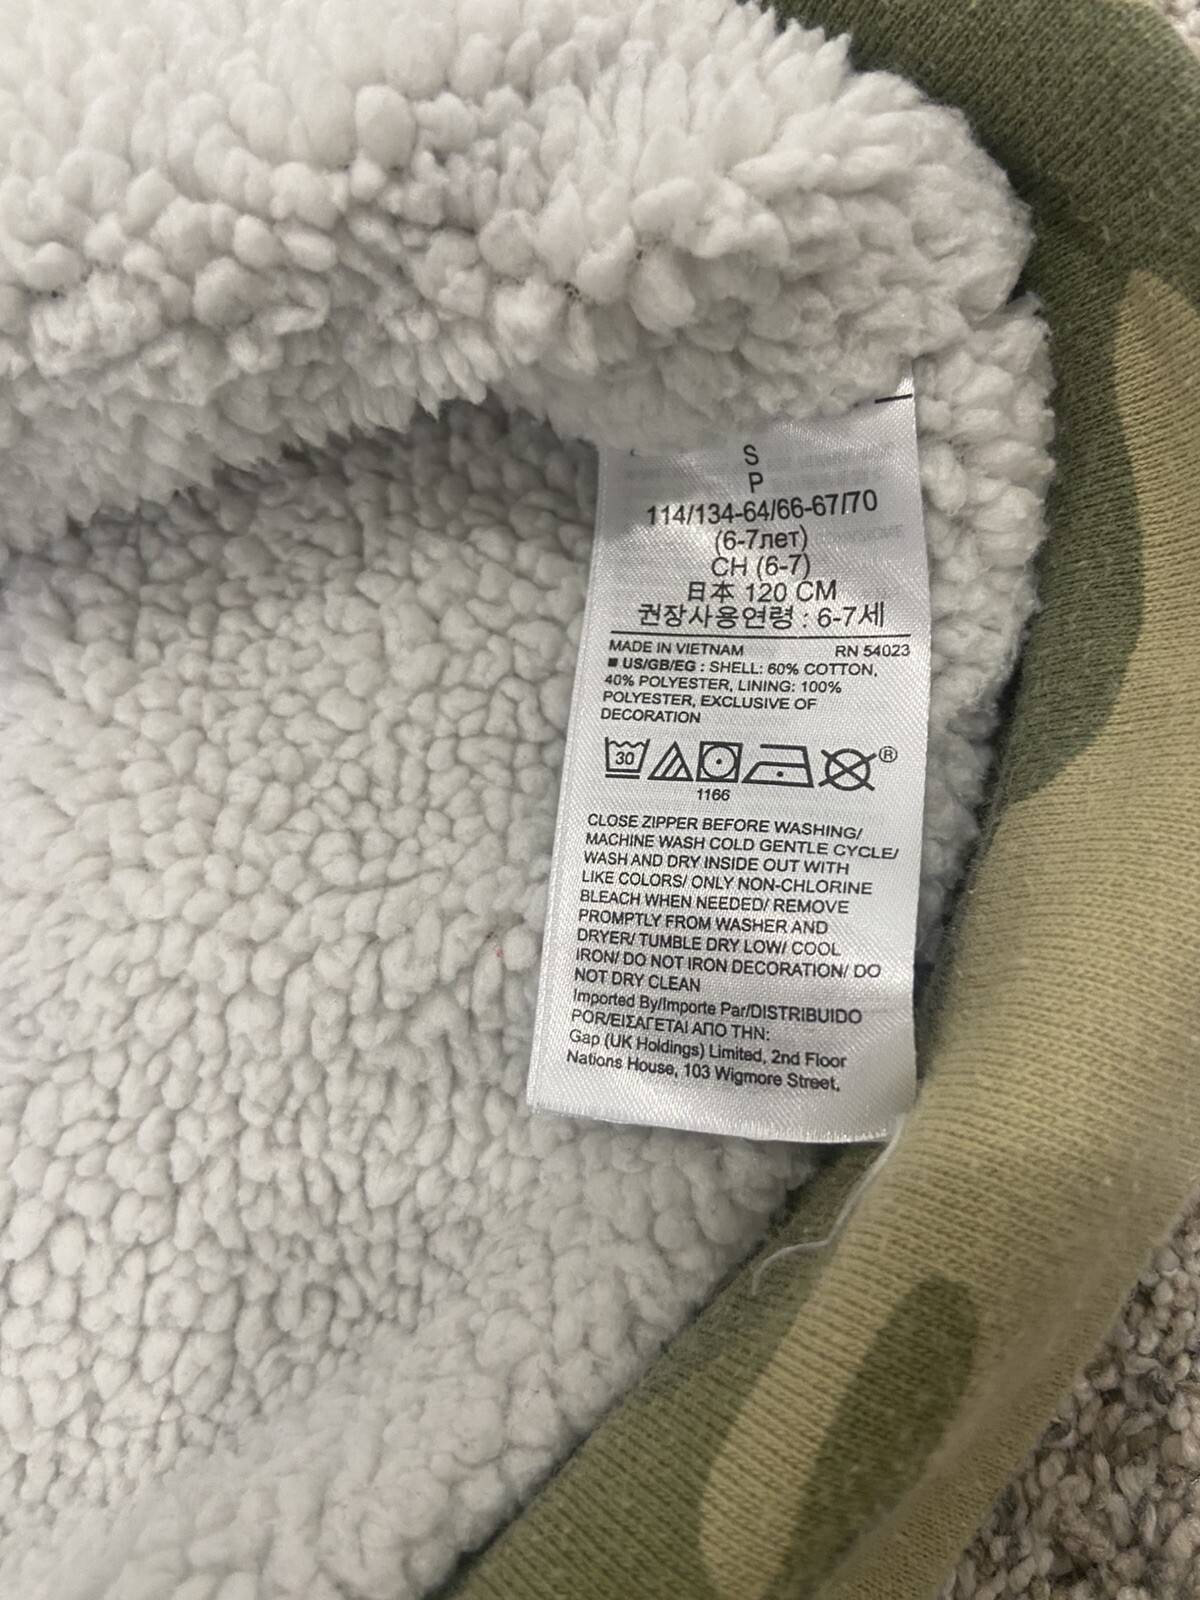 S
P
114/134-64/66-67/70
(6-7лет)
CH (6-7)
日本 120 CM
권장사용연령 : 6-7세
MADE IN VIETNAM RN 54023
■ US/GB/EG : SHELL: 60% COTTON,
40% POLYESTER, LINING: 100%
POLYESTER, EXCLUSIVE OF
DECORATION
30
®
1166
CLOSE ZIPPER BEFORE WASHING/
MACHINE WASH COLD GENTLE CYCLE/
WASH AND DRY INSIDE OUT WITH
LIKE COLORS/ ONLY NON-CHLORINE
BLEACH WHEN NEEDED/ REMOVE
PROMPTLY FROM WASHER AND
DRYER/ TUMBLE DRY LOW/ COOL
IRON/ DO NOT IRON DECORATION/ DO
NOT DRY CLEAN
Imported By/Importe Par/DISTRIBUIDO
POR/ΕΙΣΑΓΕΤΑΙ ΑΠΟ ΤΗΝ:
Gap (UK Holdings) Limited, 2nd Floor
Nations House, 103 Wigmore Street,